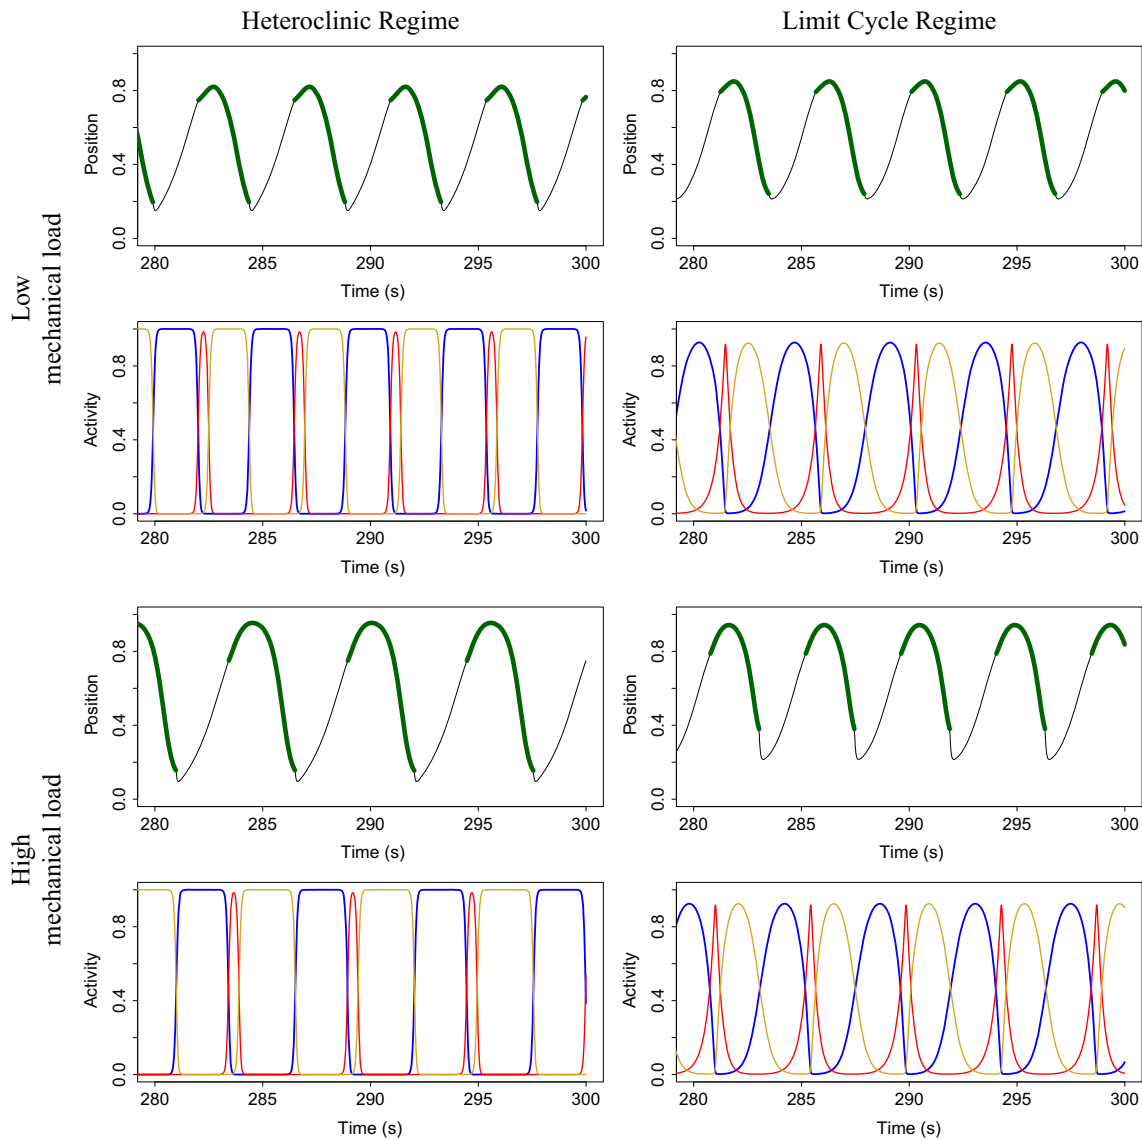 Heteroclinic Regime
Limit Cycle Regime
Low
mechanical load
Position
0.0 0.4 0.8
280 285 290 295 300
Time (s)
Position
0.0 0.4 0.8
280 285 290 295 300
Time (s)
Activity
0.0 0.4 0.8
280 285 290 295 300
Time (s)
Activity
0.0 0.4 0.8
280 285 290 295 300
Time (s)
High
mechanical load
Position
0.0 0.4 0.8
280 285 290 295 300
Time (s)
Position
0.0 0.4 0.8
280 285 290 295 300
Time (s)
Activity
0.0 0.4 0.8
280 285 290 295 300
Time (s)
Activity
0.0 0.4 0.8
280 285 290 295 300
Time (s)